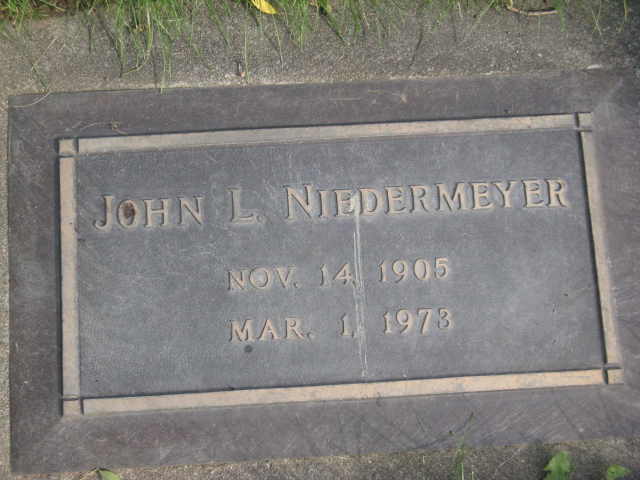 JOHN L. NIEDERMEYER
NOV. 14, 1905
MAR. 1, 1973